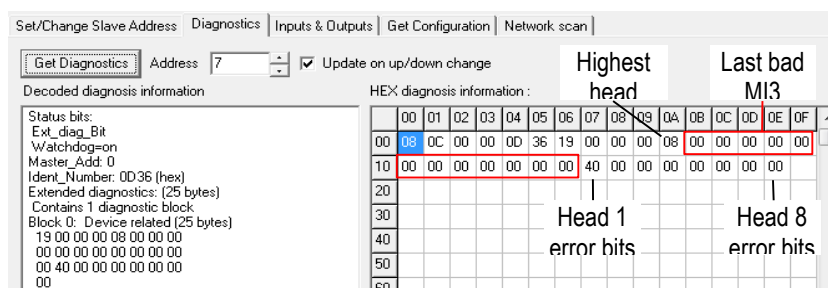 Set/Change Slave Address Diagnostics Inputs & Outputs Get Configuration Network scan
Get Diagnostics Address 7 Update on up/down change
Highest head
Last bad MI3
Decoded diagnosis information
HEX diagnosis information :
Status bits:
Ext_diag_Bit
Watchdog=on
Master_Add: 0
Ident_Number: 0D36 (hex)
Extended diagnostics: (25 bytes)
Contains 1 diagnostic block
Block 0: Device related (25 bytes)
19 00 00 00 08 00 00 00
00 00 00 00 00 00 00 00
00 40 00 00 00 00 00 00
00
00 01 02 03 04 05 06 07 08 09 0A 0B 0C 0D 0E 0F
00 08 0C 00 00 0D 36 19 00 00 00 08 00 00 00 00 00
10 00 00 00 00 00 00 00 40 00 00 00 00 00 00 00
20
30
40
50
60
Head 1 error bits
Head 8 error bits